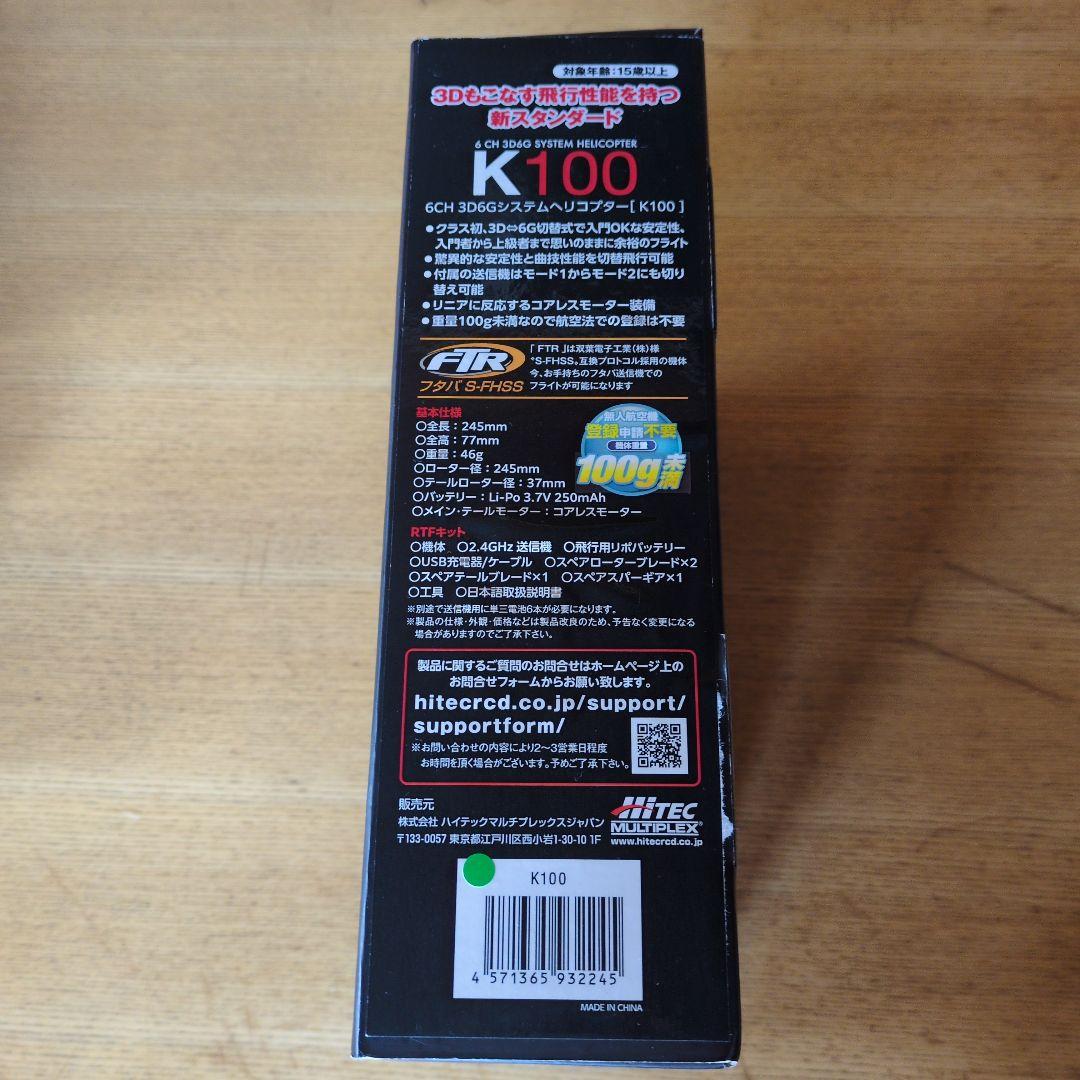 対象年齢:15歳以上
3Dもこなす飛行性能を持つ
新スタンダード
6 CH 3D6G SYSTEM HELICOPTER
K100
6CH 3D6Gシステムヘリコプター[ K100 ]
●クラス初、3D⇔6G切替式で入門OKな安定性。
入門者から上級者まで思いのままに余裕のフライト
●驚異的な安定性と曲技性能を切替飛行可能
●付属の送信機はモード1からモード2にも切り
替え可能
●リニアに反応するコアレスモーター装備
●重量100g未満なので航空法での登録は不要
FTR
フタバ S-FHSS
「 FTR 」は双葉電子工業(株)様
"S-FHSS"互換プロトコル採用の機体
今、お手持ちのフタバ送信機での
フライトが可能になります
基本仕様
○全長:245mm
○全高:77mm
○重量:46g
○ローター径:245mm
○テールローター径:37mm
○バッテリー:Li-Po 3.7V 250mAh
○メイン・テールモーター:コアレスモーター
無人航空機
登録申請不要
機体重量
100g未満
RTFキット
○機体 ○2.4GHz 送信機 ○飛行用リポバッテリー
○USB充電器/ケーブル ○スペアローターブレード×2
○スペアテールブレード×1 ○スペアスパーギア×1
○工具 ○日本語取扱説明書
※別途で送信機用に単三電池6本が必要になります。
※製品の仕様・外観・価格などは製品改良のため、予告なく変更になる
場合がありますのでご了承下さい。
製品に関するご質問のお問合せはホームページ上の
お問合せフォームからお願い致します。
hitecrcd.co.jp/support/
supportform/
※お問い合わせの内容により2〜3営業日程度
お時間を頂く場合がございます。予めご了承下さい。
販売元
株式会社 ハイテックマルチプレックスジャパン
〒133-0057 東京都江戸川区西小岩1-30-10 1F
HiTEC
MULTIPLEX®
www.hitecrcd.co.jp
K100
4 571365 932245
MADE IN CHINA